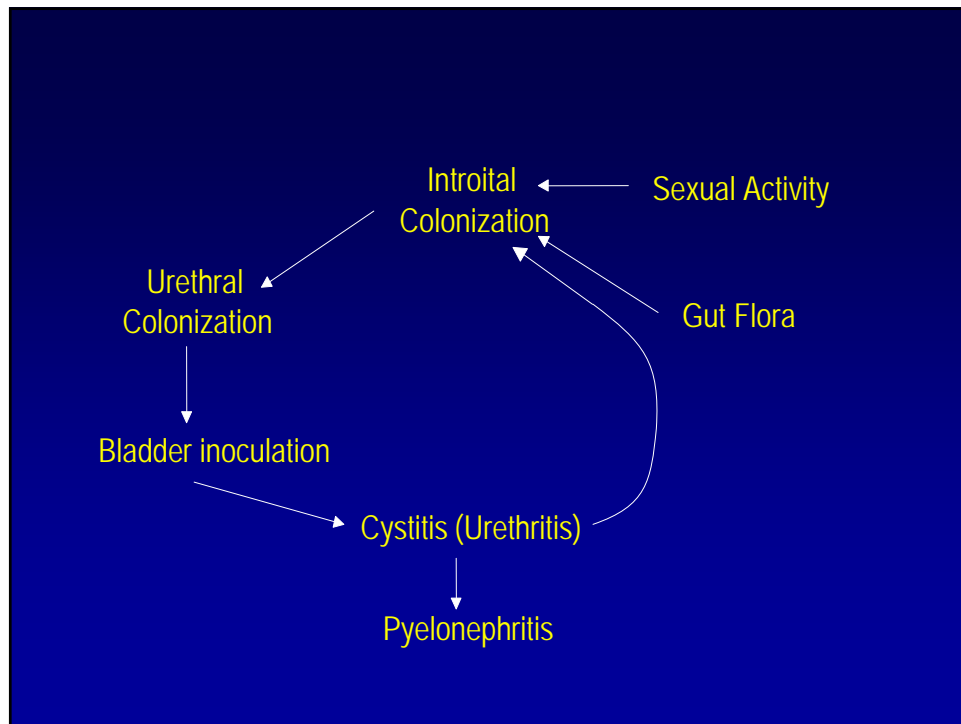 Introital
Colonization
Sexual Activity
Urethral
Colonization
Gut Flora
Bladder inoculation
Cystitis (Urethritis)
Pyelonephritis